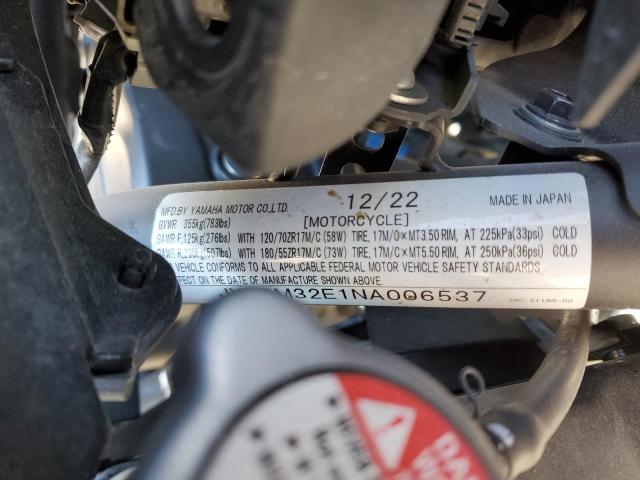 MFD.BY YAMAHA MOTOR CO.,LTD. 12/22 MADE IN JAPAN
GVWR 355kg(783lbs) [MOTORCYCLE]
GAWR F.125kg(276lbs) WITH 120/70ZR17M/C (58W) TIRE, 17M/C×MT3.50 RIM, AT 225kPa(33psi) COLD
GAWR R. WITH 180/55ZR17M/C (73W) TIRE, 17M/C×MT5.50 RIM, AT 250kPa(36psi) COLD
VEHICLE CONFORMS TO ALL APPLICABLE FEDERAL MOTOR VEHICLE SAFETY STANDARDS
EFFECT ON THE DATE OF MANUFACTURE SHOWN ABOVE.
M32E1NA006537